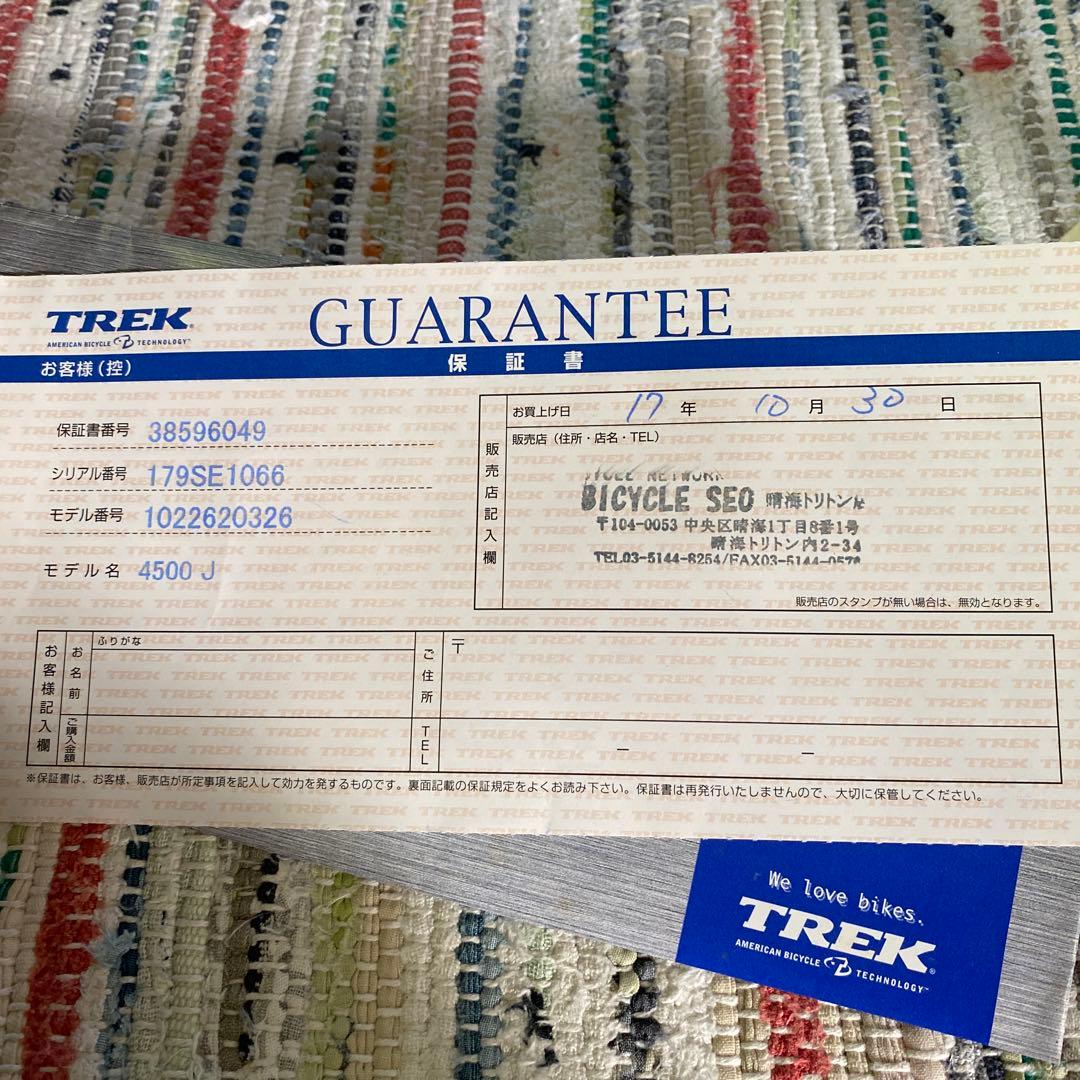 TREK
AMERICAN BICYCLE TECHNOLOGY™
GUARANTEE
お客様(控)
保証書
保証書番号 38596049
シリアル番号 179SE1066
モデル番号 1022620326
モデル名 4500 J
販売店記入欄
お買上げ日 17 年 10 月 30 日
販売店(住所・店名・TEL)
NETWORK
BICYCLE SEO 晴海トリトン
〒104-0053 中央区晴海1丁目8番1号
晴海トリトン内2-34
TEL03-5144-8254/FAX03-5144-0578
販売店のスタンプが無い場合は、無効となります。
お客様記入欄
お名前
ふりがな
ご住所
〒
ご購入金額
TEL
※保証書は、お客様、販売店が所定事項を記入して効力を発するものです。裏面記載の保証規定をよくお読み下さい。保証書は再発行いたしませんので、大切に保管してください。
We love bikes.
TREK®
AMERICAN BICYCLE TECHNOLOGY™